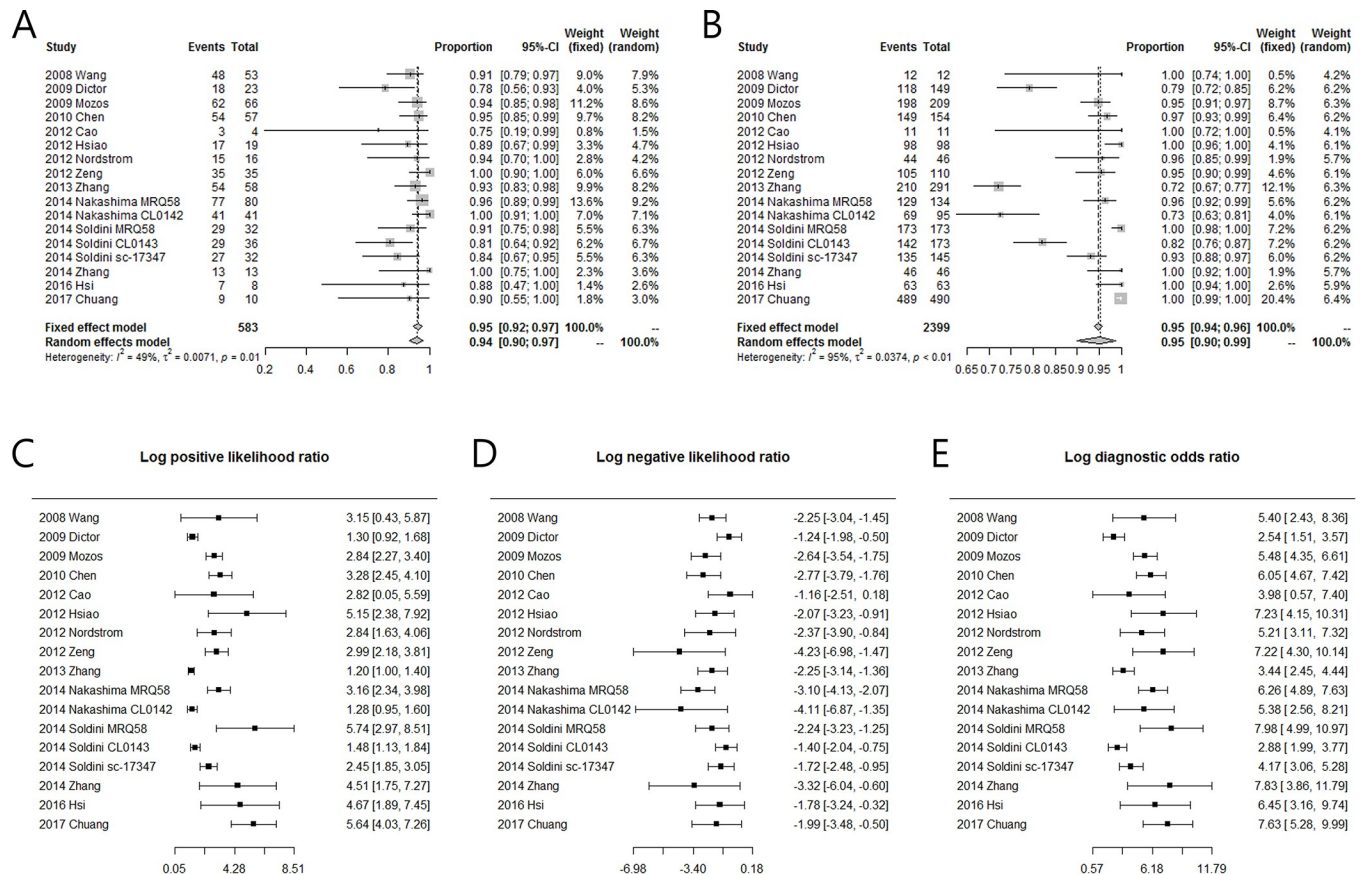 A
Weight Weight
Study Events Total Proportion 95%-CI (fixed) (random)
2008 Wang 48 53 0.91 [0.79; 0.97] 9.0% 7.9%
2009 Dictor 18 23 0.78 [0.56; 0.93] 4.0% 5.3%
2009 Mozos 62 66 0.94 [0.85; 0.98] 11.2% 8.6%
2010 Chen 54 57 0.95 [0.85; 0.99] 9.7% 8.2%
2012 Cao 3 4 0.75 [0.19; 0.99] 0.8% 1.5%
2012 Hsiao 17 19 0.89 [0.67; 0.99] 3.3% 4.7%
2012 Nordstrom 15 16 0.94 [0.70; 1.00] 2.8% 4.2%
2012 Zeng 35 35 1.00 [0.90; 1.00] 6.0% 6.6%
2013 Zhang 54 58 0.93 [0.83; 0.98] 9.9% 8.2%
2014 Nakashima MRQ58 77 80 0.96 [0.89; 0.99] 13.6% 9.2%
2014 Nakashima CL0142 41 41 1.00 [0.91; 1.00] 7.0% 7.1%
2014 Soldini MRQ58 29 32 0.91 [0.75; 0.98] 5.5% 6.3%
2014 Soldini CL0143 29 36 0.81 [0.64; 0.92] 6.2% 6.7%
2014 Soldini sc-17347 27 32 0.84 [0.67; 0.95] 5.5% 6.3%
2014 Zhang 13 13 1.00 [0.75; 1.00] 2.3% 3.6%
2016 Hsi 7 8 0.88 [0.47; 1.00] 1.4% 2.6%
2017 Chuang 9 10 0.90 [0.55; 1.00] 1.8% 3.0%
Fixed effect model 583 0.95 [0.92; 0.97] 100.0% --
Random effects model 0.94 [0.90; 0.97] -- 100.0%
Heterogeneity: I² = 49%, τ² = 0.0071, p = 0.01
0.2 0.4 0.6 0.8 1
B
Weight Weight
Study Events Total Proportion 95%-CI (fixed) (random)
2008 Wang 12 12 1.00 [0.74; 1.00] 0.5% 4.2%
2009 Dictor 118 149 0.79 [0.72; 0.85] 6.2% 6.2%
2009 Mozos 198 209 0.95 [0.91; 0.97] 8.7% 6.3%
2010 Chen 149 154 0.97 [0.93; 0.99] 6.4% 6.2%
2012 Cao 11 11 1.00 [0.72; 1.00] 0.5% 4.1%
2012 Hsiao 98 98 1.00 [0.96; 1.00] 4.1% 6.1%
2012 Nordstrom 44 46 0.96 [0.85; 0.99] 1.9% 5.7%
2012 Zeng 105 110 0.95 [0.90; 0.99] 4.6% 6.1%
2013 Zhang 210 291 0.72 [0.67; 0.77] 12.1% 6.3%
2014 Nakashima MRQ58 129 134 0.96 [0.92; 0.99] 5.6% 6.2%
2014 Nakashima CL0142 69 95 0.73 [0.63; 0.81] 4.0% 6.1%
2014 Soldini MRQ58 173 173 1.00 [0.98; 1.00] 7.2% 6.2%
2014 Soldini CL0143 142 173 0.82 [0.76; 0.87] 7.2% 6.2%
2014 Soldini sc-17347 135 145 0.93 [0.88; 0.97] 6.0% 6.2%
2014 Zhang 46 46 1.00 [0.92; 1.00] 1.9% 5.7%
2016 Hsi 63 63 1.00 [0.94; 1.00] 2.6% 5.9%
2017 Chuang 489 490 1.00 [0.99; 1.00] 20.4% 6.4%
Fixed effect model 2399 0.95 [0.94; 0.96] 100.0% --
Random effects model 0.95 [0.90; 0.99] -- 100.0%
Heterogeneity: I² = 95%, τ² = 0.0374, p < 0.01
0.65 0.7 0.75 0.8 0.85 0.9 0.95 1
C
Log positive likelihood ratio
2008 Wang 3.15 [0.43, 5.87]
2009 Dictor 1.30 [0.92, 1.68]
2009 Mozos 2.84 [2.27, 3.40]
2010 Chen 3.28 [2.45, 4.10]
2012 Cao 2.82 [0.05, 5.59]
2012 Hsiao 5.15 [2.38, 7.92]
2012 Nordstrom 2.84 [1.63, 4.06]
2012 Zeng 2.99 [2.18, 3.81]
2013 Zhang 1.20 [1.00, 1.40]
2014 Nakashima MRQ58 3.16 [2.34, 3.98]
2014 Nakashima CL0142 1.28 [0.95, 1.60]
2014 Soldini MRQ58 5.74 [2.97, 8.51]
2014 Soldini CL0143 1.48 [1.13, 1.84]
2014 Soldini sc-17347 2.45 [1.85, 3.05]
2014 Zhang 4.51 [1.75, 7.27]
2016 Hsi 4.67 [1.89, 7.45]
2017 Chuang 5.64 [4.03, 7.26]
0.05 4.28 8.51
D
Log negative likelihood ratio
2008 Wang -2.25 [-3.04, -1.45]
2009 Dictor -1.24 [-1.98, -0.50]
2009 Mozos -2.64 [-3.54, -1.75]
2010 Chen -2.77 [-3.79, -1.76]
2012 Cao -1.16 [-2.51, 0.18]
2012 Hsiao -2.07 [-3.23, -0.91]
2012 Nordstrom -2.37 [-3.90, -0.84]
2012 Zeng -4.23 [-6.98, -1.47]
2013 Zhang -2.25 [-3.14, -1.36]
2014 Nakashima MRQ58 -3.10 [-4.13, -2.07]
2014 Nakashima CL0142 -4.11 [-6.87, -1.35]
2014 Soldini MRQ58 -2.24 [-3.23, -1.25]
2014 Soldini CL0143 -1.40 [-2.04, -0.75]
2014 Soldini sc-17347 -1.72 [-2.48, -0.95]
2014 Zhang -3.32 [-6.04, -0.60]
2016 Hsi -1.78 [-3.24, -0.32]
2017 Chuang -1.99 [-3.48, -0.50]
-6.98 -3.40 0.18
E
Log diagnostic odds ratio
2008 Wang 5.40 [2.43, 8.36]
2009 Dictor 2.54 [1.51, 3.57]
2009 Mozos 5.48 [4.35, 6.61]
2010 Chen 6.05 [4.67, 7.42]
2012 Cao 3.98 [0.57, 7.40]
2012 Hsiao 7.23 [4.15, 10.31]
2012 Nordstrom 5.21 [3.11, 7.32]
2012 Zeng 7.22 [4.30, 10.14]
2013 Zhang 3.44 [2.45, 4.44]
2014 Nakashima MRQ58 6.26 [4.89, 7.63]
2014 Nakashima CL0142 5.38 [2.56, 8.21]
2014 Soldini MRQ58 7.98 [4.99, 10.97]
2014 Soldini CL0143 2.88 [1.99, 3.77]
2014 Soldini sc-17347 4.17 [3.06, 5.28]
2014 Zhang 7.83 [3.86, 11.79]
2016 Hsi 6.45 [3.16, 9.74]
2017 Chuang 7.63 [5.28, 9.99]
0.57 6.18 11.79